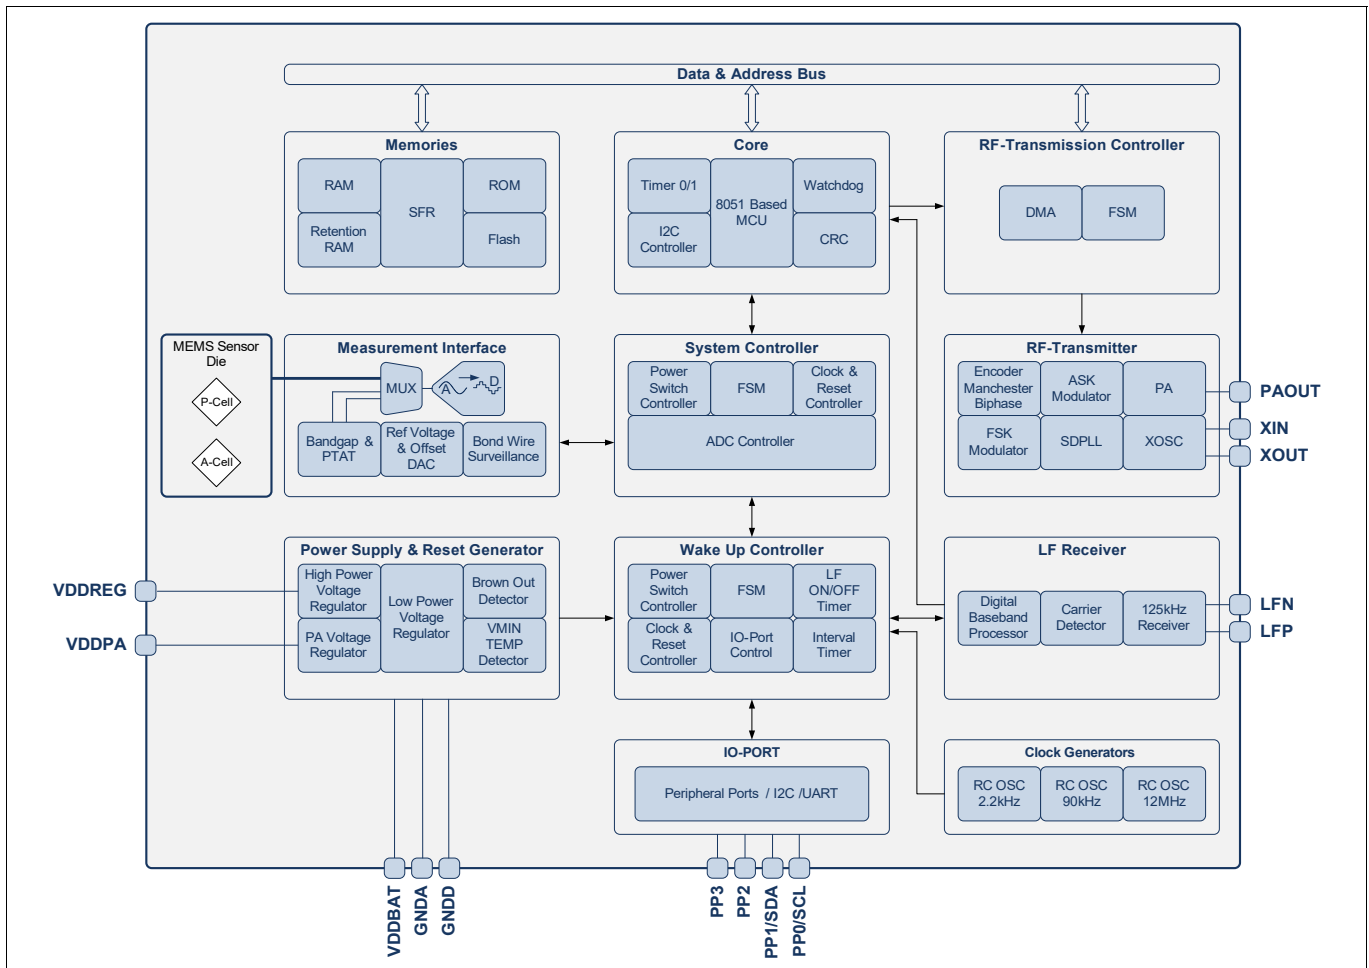 Data & Address Bus
Memories
RAM
SFR
ROM
Retention
RAM
Flash
Core
Timer 0/1
8051 Based
MCU
Watchdog
I2C
Controller
CRC
RF-Transmission Controller
DMA
FSM
MEMS Sensor
Die
P-Cell
A-Cell
Measurement Interface
MUX
A
D
Bandgap &
PTAT
Ref Voltage
& Offset
DAC
Bond Wire
Surveillance
System Controller
Power
Switch
Controller
FSM
Clock &
Reset
Controller
ADC Controller
RF-Transmitter
Encoder
Manchester
Biphase
ASK
Modulator
PA
FSK
Modulator
SDPLL
XOSC
PAOUT
XIN
XOUT
VDDREG
VDDPA
Power Supply & Reset Generator
High Power
Voltage
Regulator
Low Power
Voltage
Regulator
Brown Out
Detector
PA Voltage
Regulator
VMIN
TEMP
Detector
Wake Up Controller
Power
Switch
Controller
FSM
LF
ON/OFF
Timer
Clock &
Reset
Controller
IO-Port
Control
Interval
Timer
LF Receiver
Digital
Baseband
Processor
Carrier
Detector
125kHz
Receiver
LFN
LFP
IO-PORT
Peripheral Ports / I2C /UART
Clock Generators
RC OSC
2.2kHz
RC OSC
90kHz
RC OSC
12MHz
VDDBAT
GNDA
GNDD
PP3
PP2
PP1/SDA
PP0/SCL